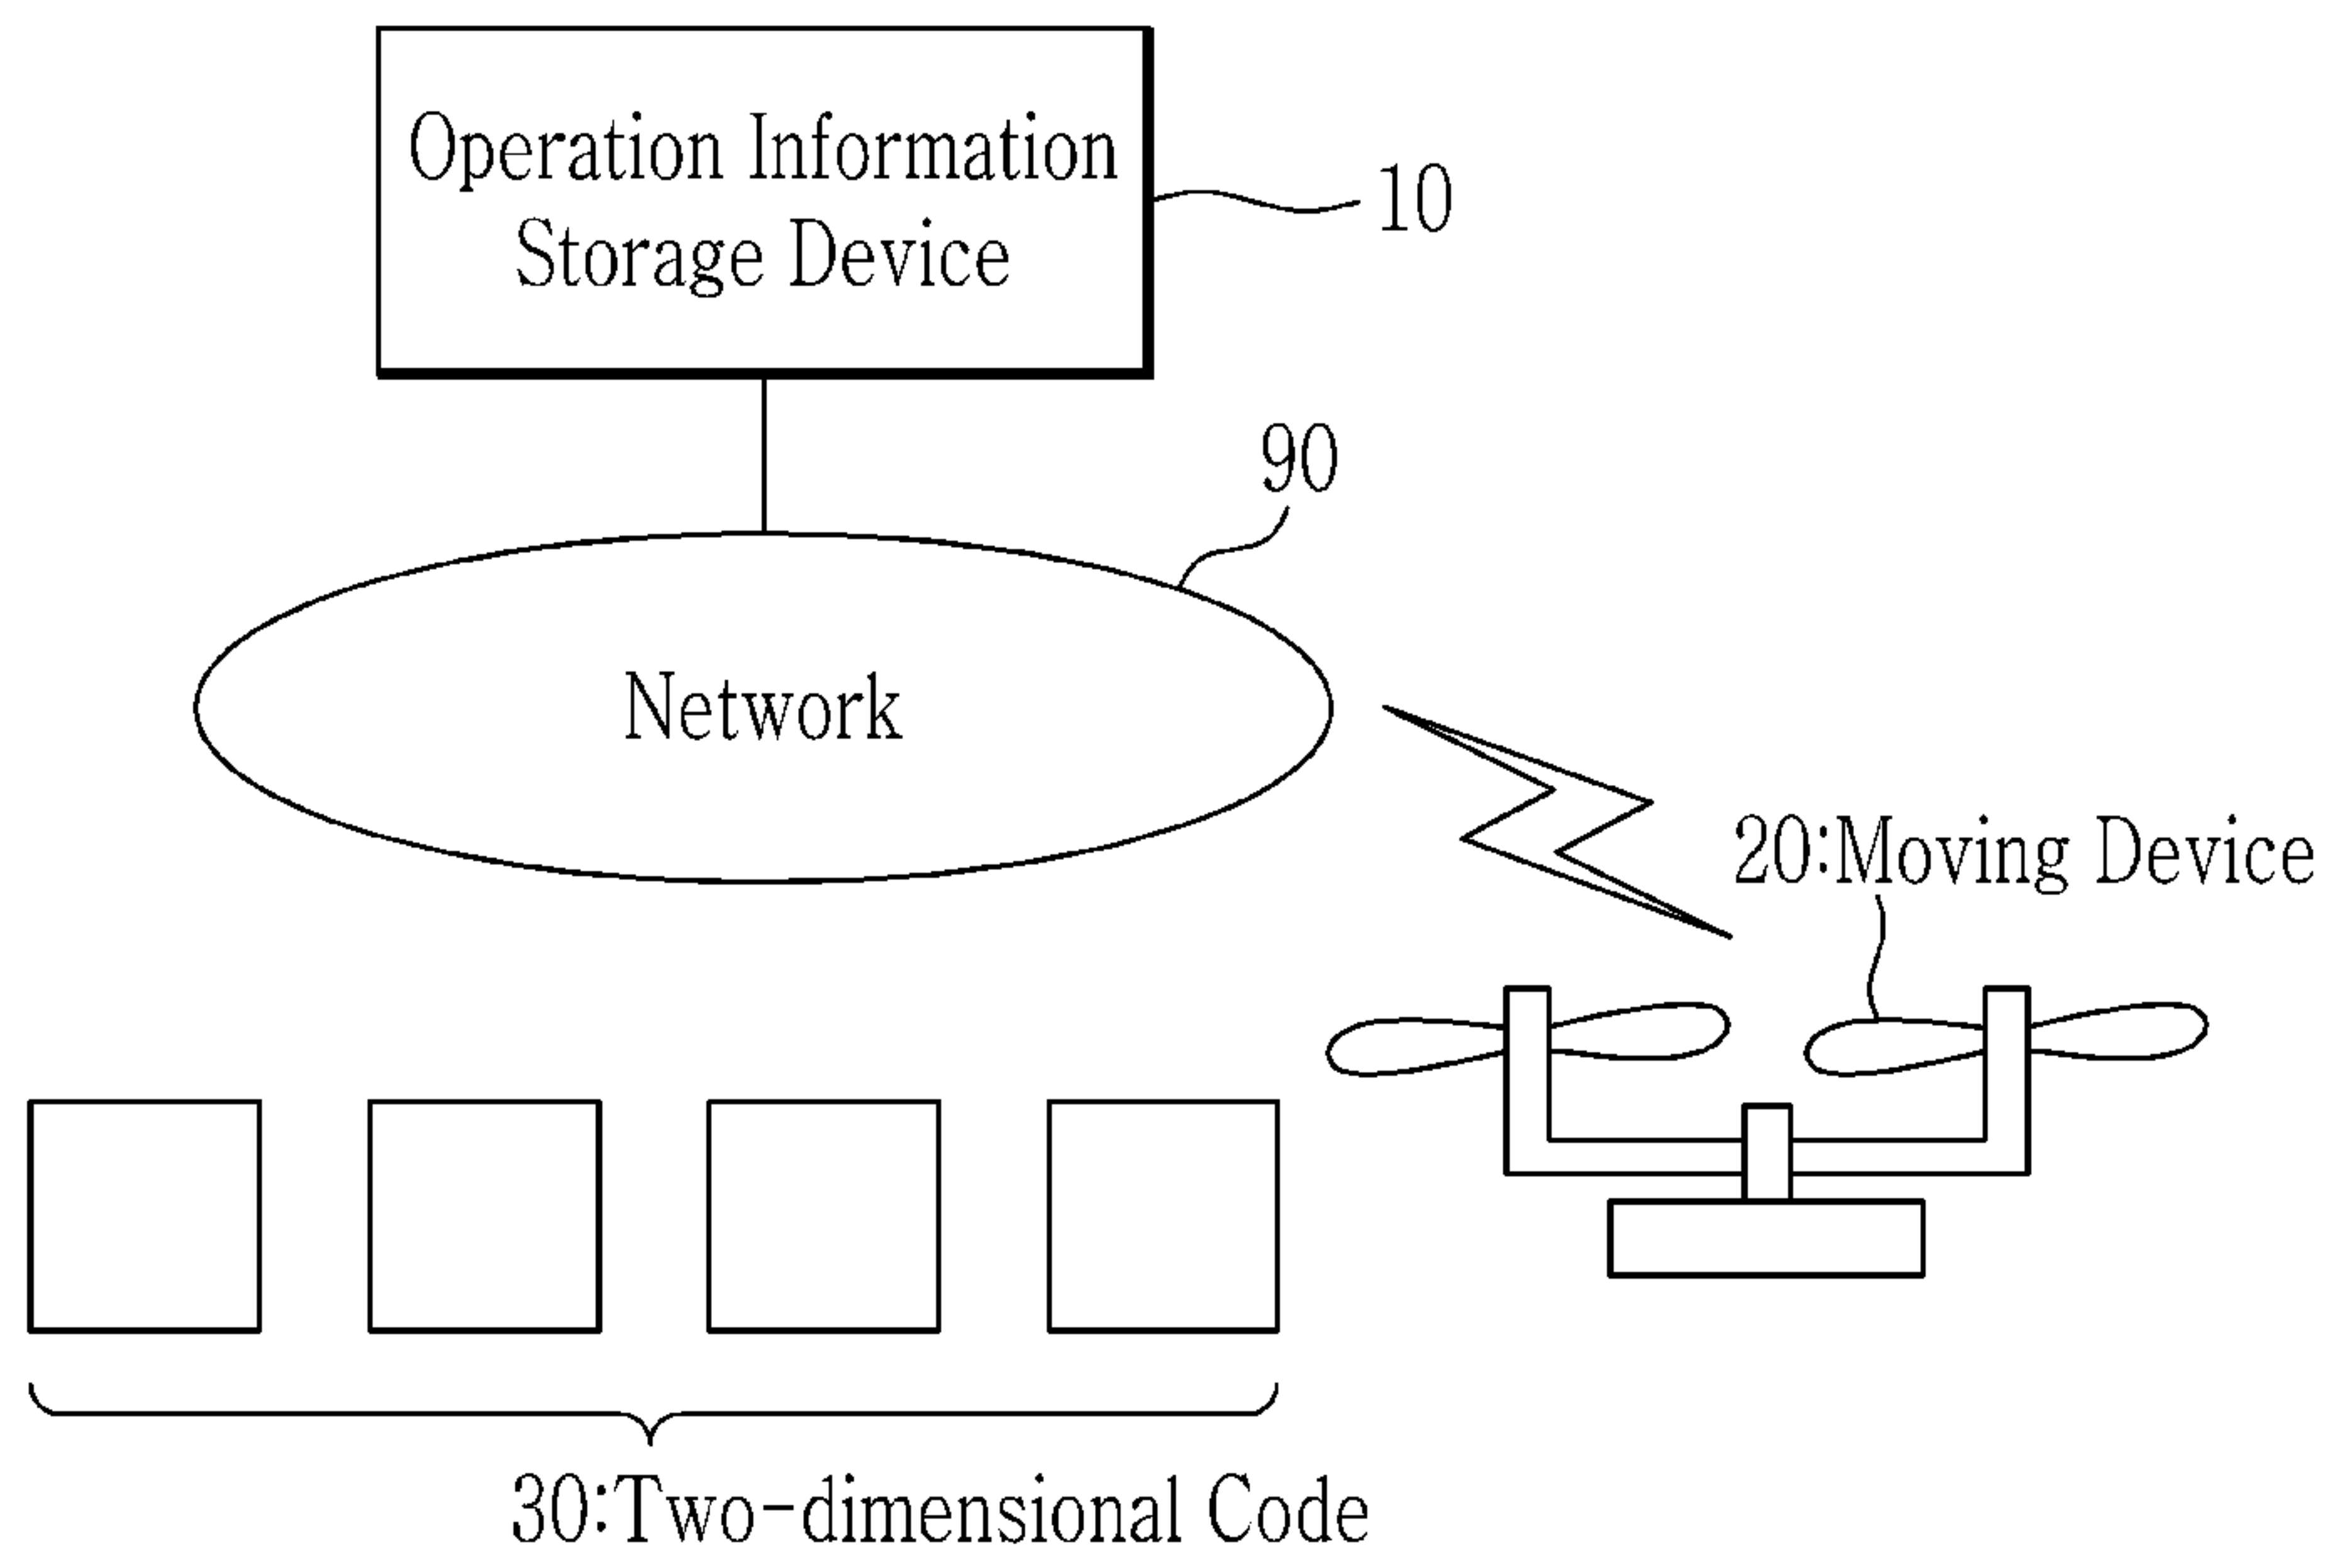 Operation Information
Storage Device
10
90
Network
20:Moving Device
30:Two-dimensional Code